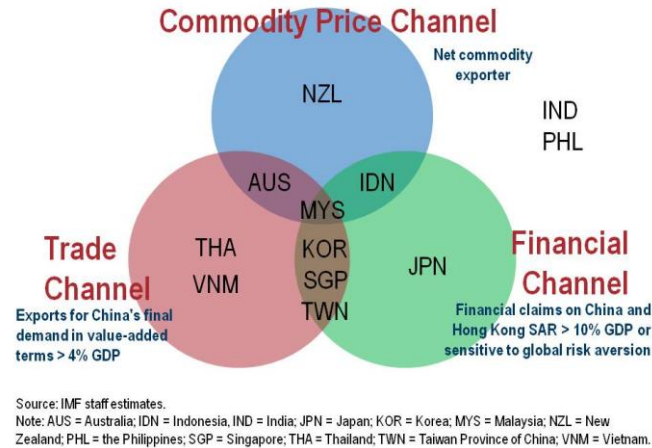 Commodity Price Channel
Net commodity
exporter
NZL
IND
PHL
AUS
IDN
MYS
Trade
Channel
Exports for China's final
demand in value-added
terms > 4% GDP
THA
VNM
KOR
SGP
TWN
JPN
Financial
Channel
Financial claims on China and
Hong Kong SAR > 10% GDP or
sensitive to global risk aversion
Source: IMF staff estimates.
Note: AUS = Australia; IDN = Indonesia, IND = India; JPN = Japan; KOR = Korea; MYS = Malaysia; NZL = New
Zealand; PHL = the Philippines; SGP = Singapore; THA = Thailand; TWN = Taiwan Province of China; VNM = Vietnam.